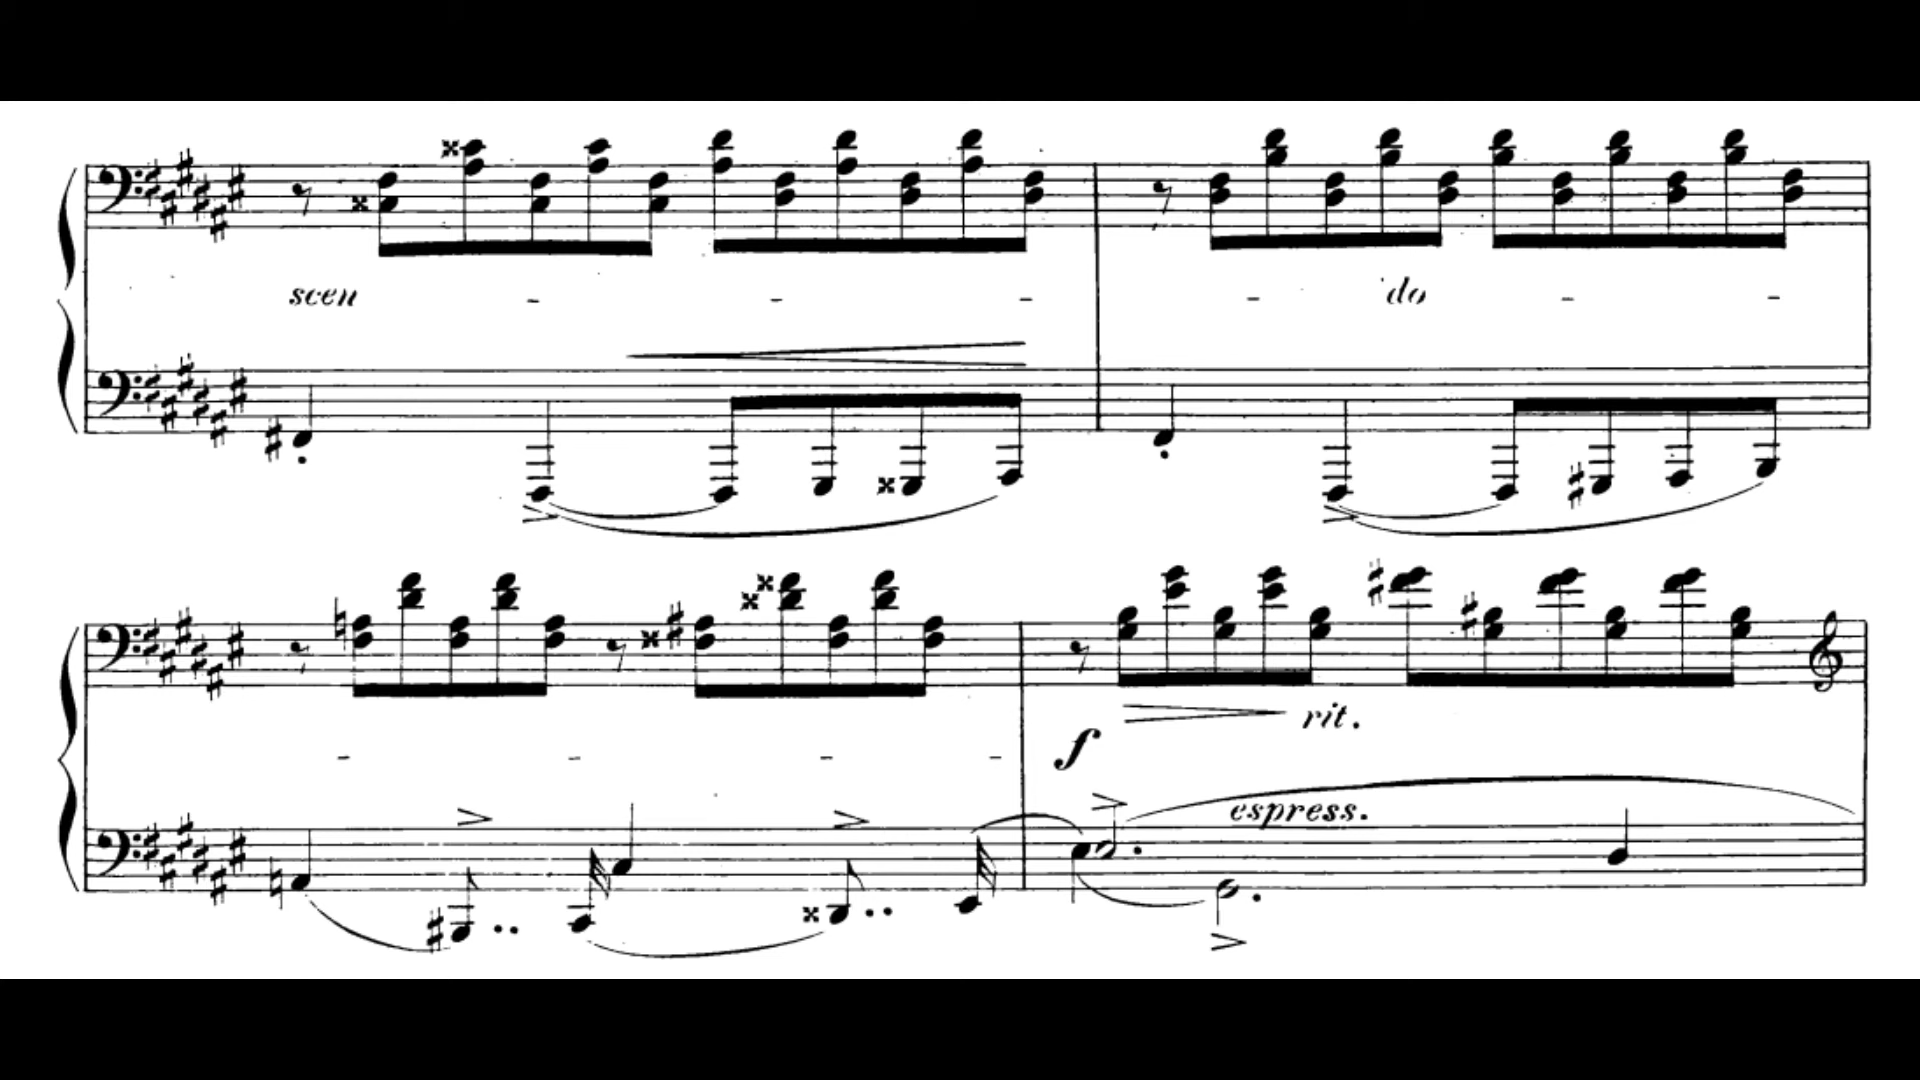 scen - - - - do - -
- - - - f rit.
espress.